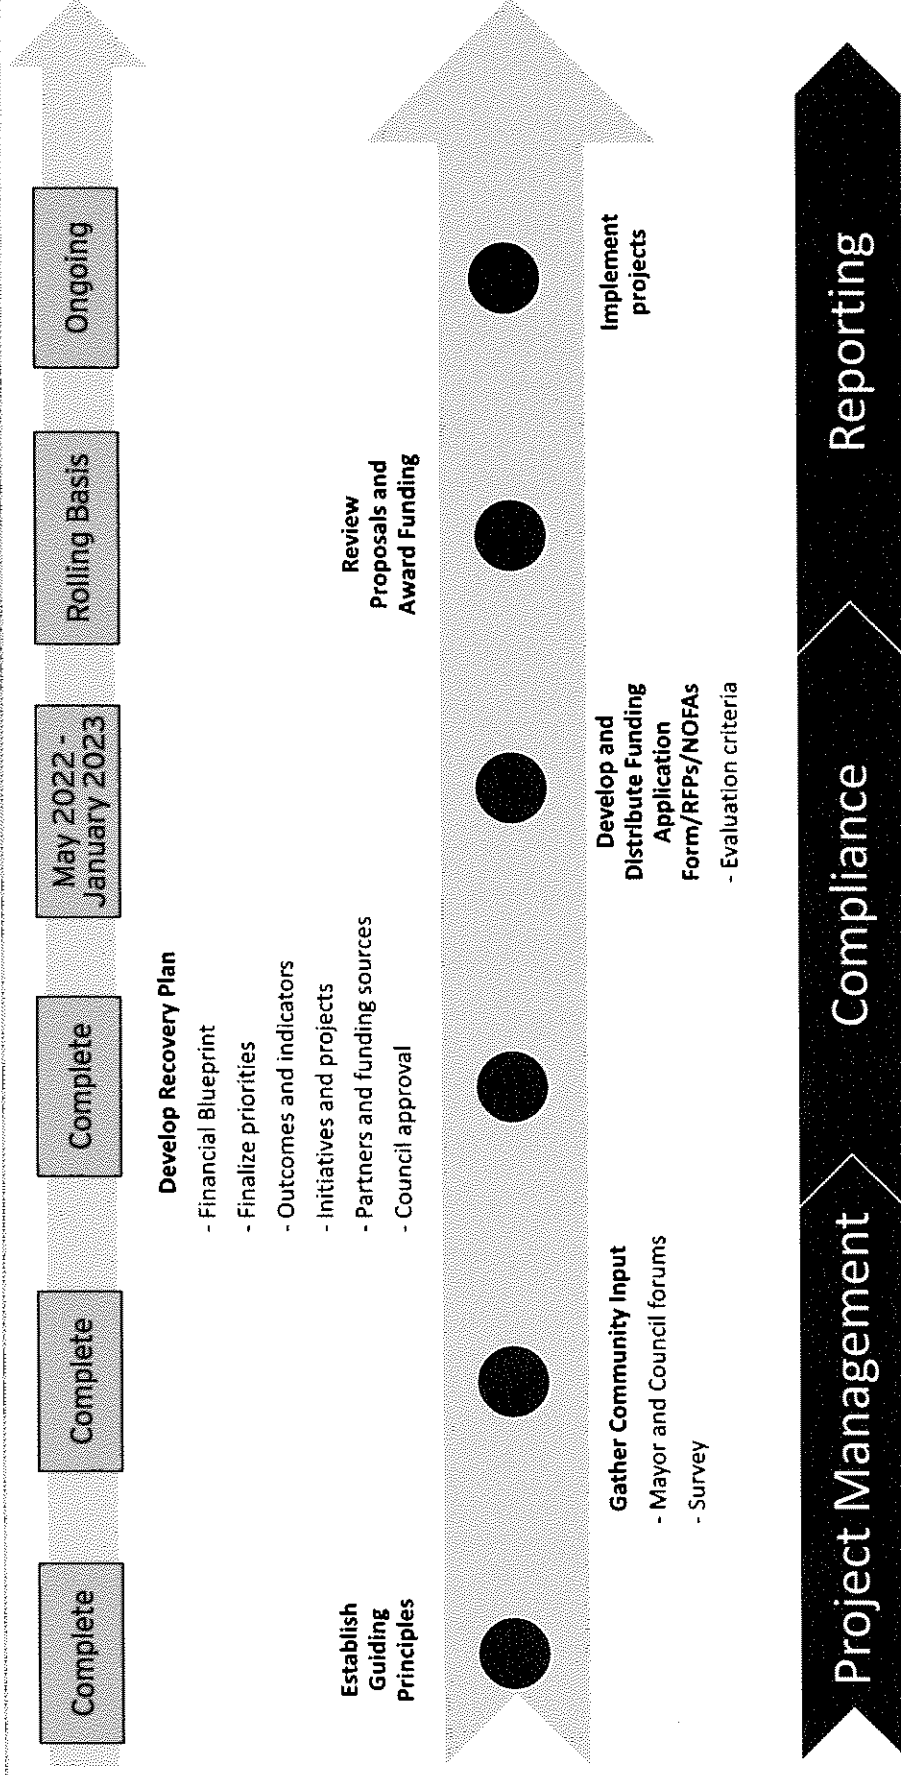 Complete
Complete
Complete
May 2022 -
January 2023
Rolling Basis
Ongoing
Develop Recovery Plan
- Financial Blueprint
- Finalize priorities
- Outcomes and indicators
- Initiatives and projects
- Partners and funding sources
- Council approval
Establish
Guiding
Principles
Review
Proposals and
Award Funding
Gather Community Input
- Mayor and Council forums
- Survey
Develop and
Distribute Funding
Application
Form/RFPs/NOFAs
- Evaluation criteria
Implement
projects
Project Management
Compliance
Reporting